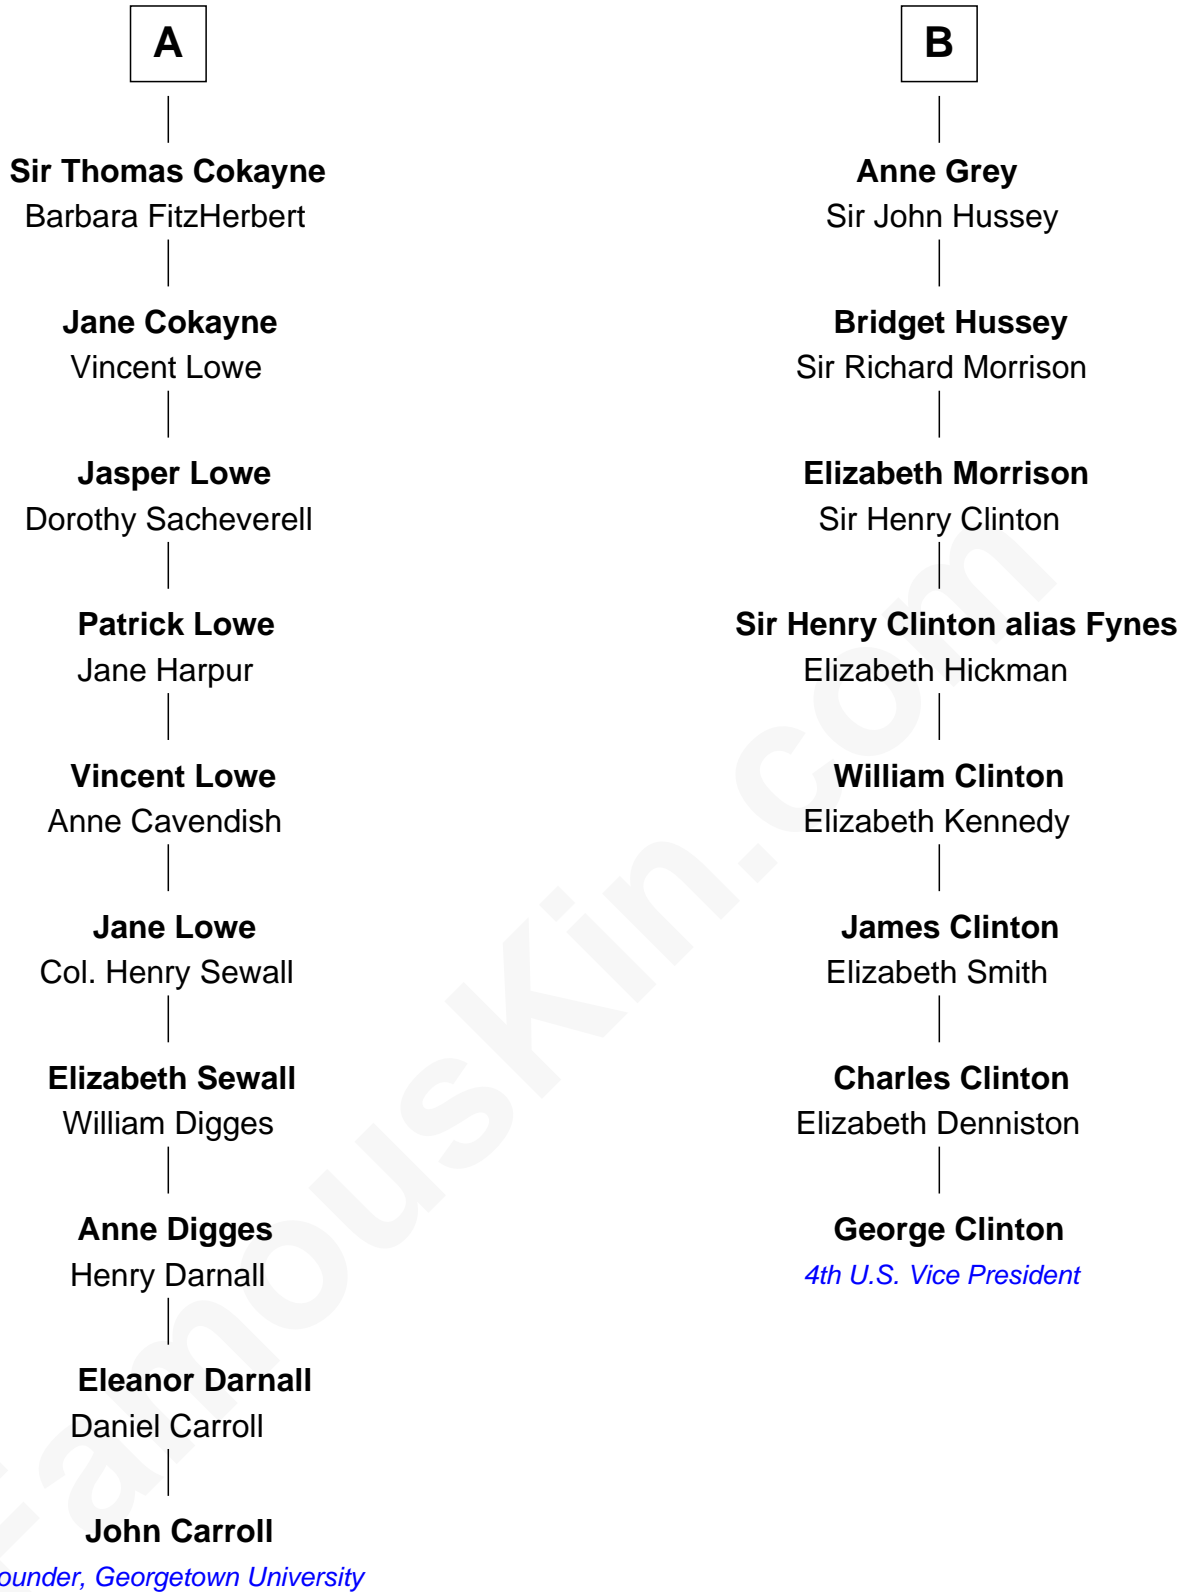 A
Sir Thomas Cokayne
Barbara FitzHerbert
Jane Cokayne
Vincent Lowe
Jasper Lowe
Dorothy Sacheverell
Patrick Lowe
Jane Harpur
Vincent Lowe
Anne Cavendish
Jane Lowe
Col. Henry Sewall
Elizabeth Sewall
William Digges
Anne Digges
Henry Darnall
Eleanor Darnall
Daniel Carroll
John Carroll
ounder, Georgetown University
B
Anne Grey
Sir John Hussey
Bridget Hussey
Sir Richard Morrison
Elizabeth Morrison
Sir Henry Clinton
Sir Henry Clinton alias Fynes
Elizabeth Hickman
William Clinton
Elizabeth Kennedy
James Clinton
Elizabeth Smith
Charles Clinton
Elizabeth Denniston
George Clinton
4th U.S. Vice President
FamousKin.com